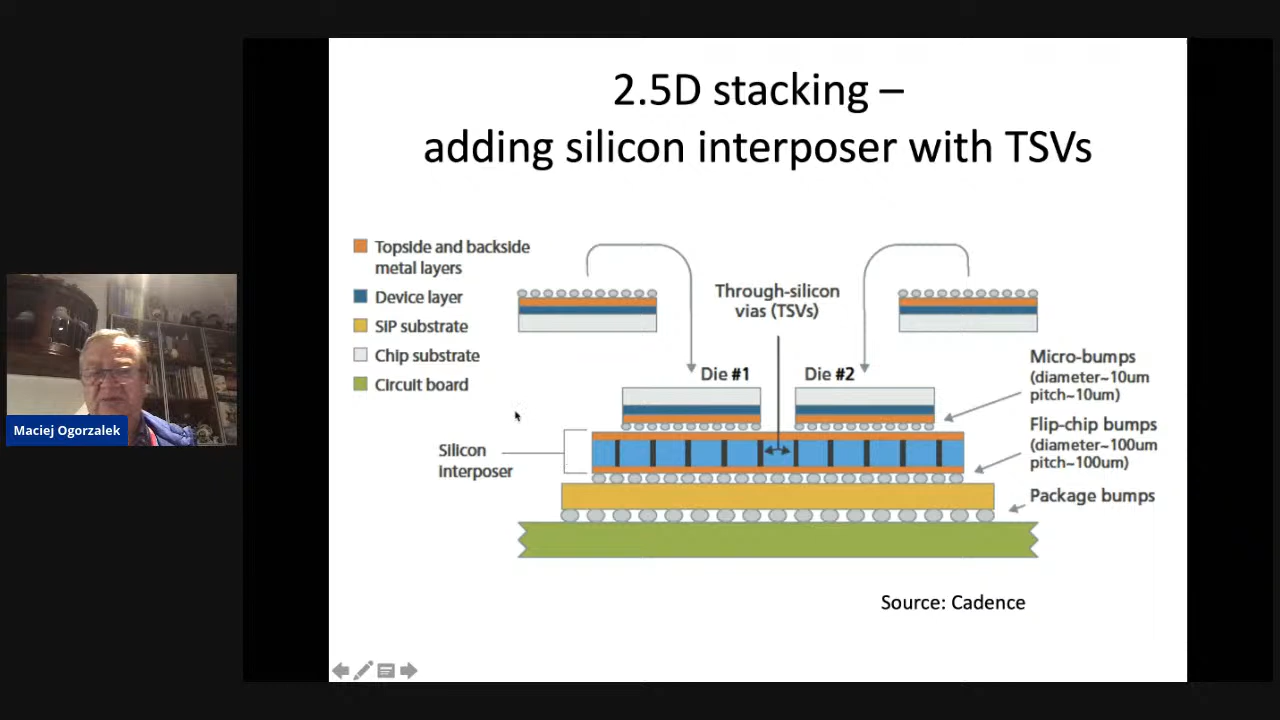 2.5D stacking –
adding silicon interposer with TSVs
Topside and backside
metal layers
Device layer
SiP substrate
Chip substrate
Circuit board
Through-silicon
vias (TSVs)
Die #1
Die #2
Micro-bumps
(diameter~10um
pitch~10um)
Flip-chip bumps
(diameter~100um
pitch~100um)
Package bumps
Silicon
interposer
Source: Cadence
Maciej Ogorzalek